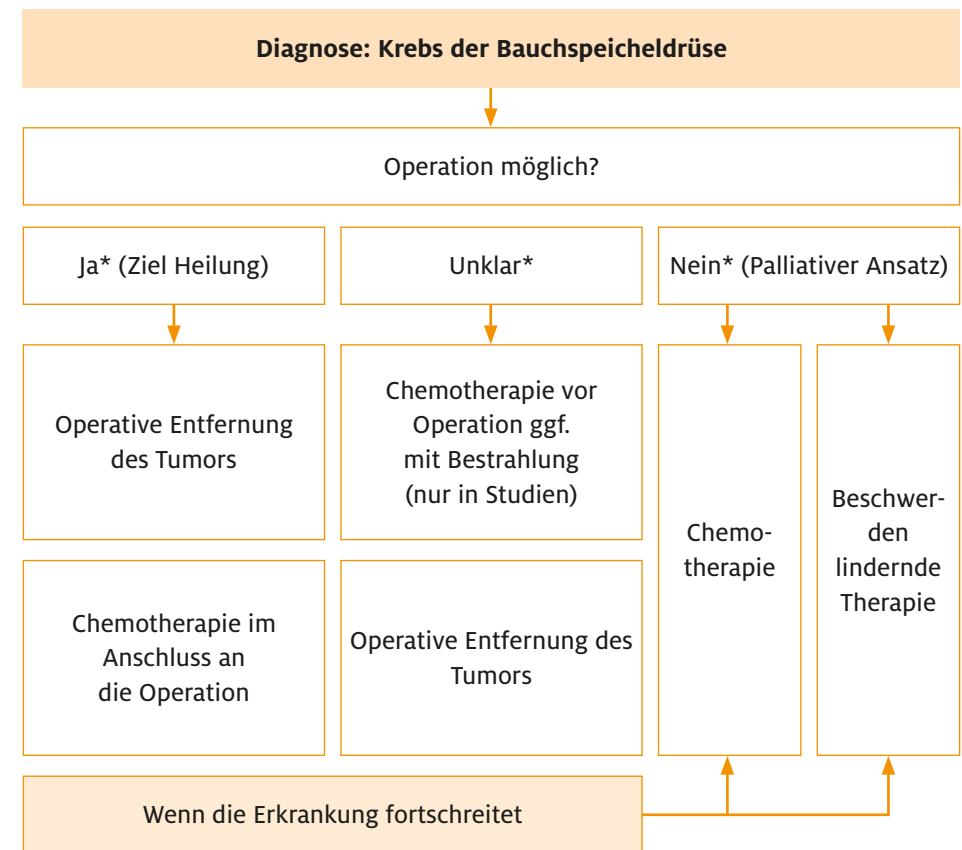 Diagnose: Krebs der Bauchspeicheldrüse
Operation möglich?
Ja* (Ziel Heilung)
Unklar*
Nein* (Palliativer Ansatz)
Operative Entfernung
des Tumors
Chemotherapie vor
Operation ggf.
mit Bestrahlung
(nur in Studien)
Chemo-
therapie
Beschwer-
den
lindernde
Therapie
Chemotherapie im
Anschluss an
die Operation
Operative Entfernung des
Tumors
Wenn die Erkrankung fortschreitet